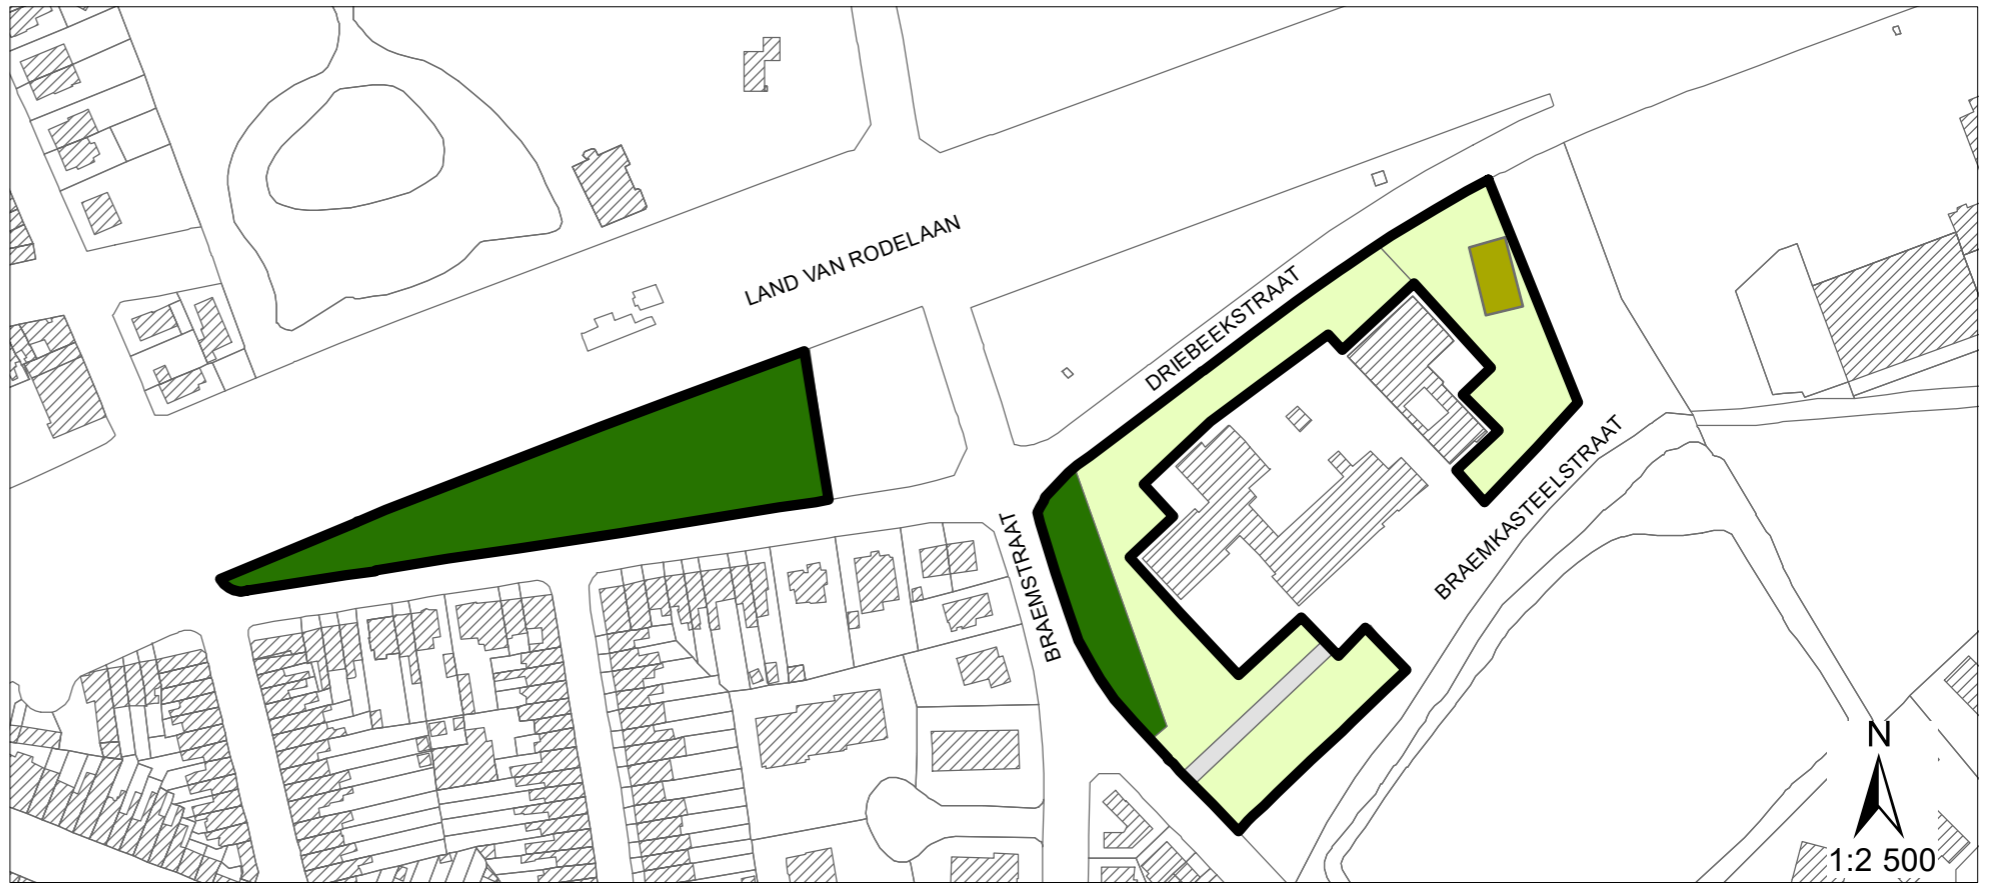 LAND VAN RODELAAN
DRIEBEEKSTRAAT
BRAEMSTRAAT
BRAEMKASTEELSTRAAT
N
1:2 500